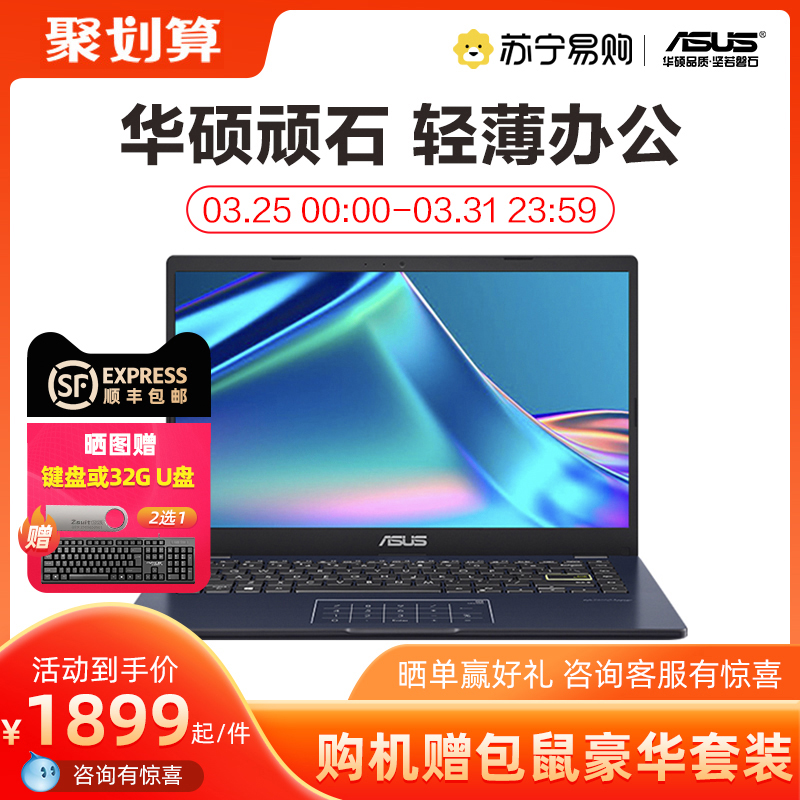 聚划算
苏宁易购
ASUS®
华硕品质·坚若磐石
华硕顽石 轻薄办公
03.25 00:00-03.31 23:59
SF EXPRESS
顺丰包邮
晒图赠
键盘或32G U盘
赠
2选1
ASUS
活动到手价
¥1899起/件
咨询有惊喜
晒单赢好礼 咨询客服有惊喜
购机赠包鼠豪华套装